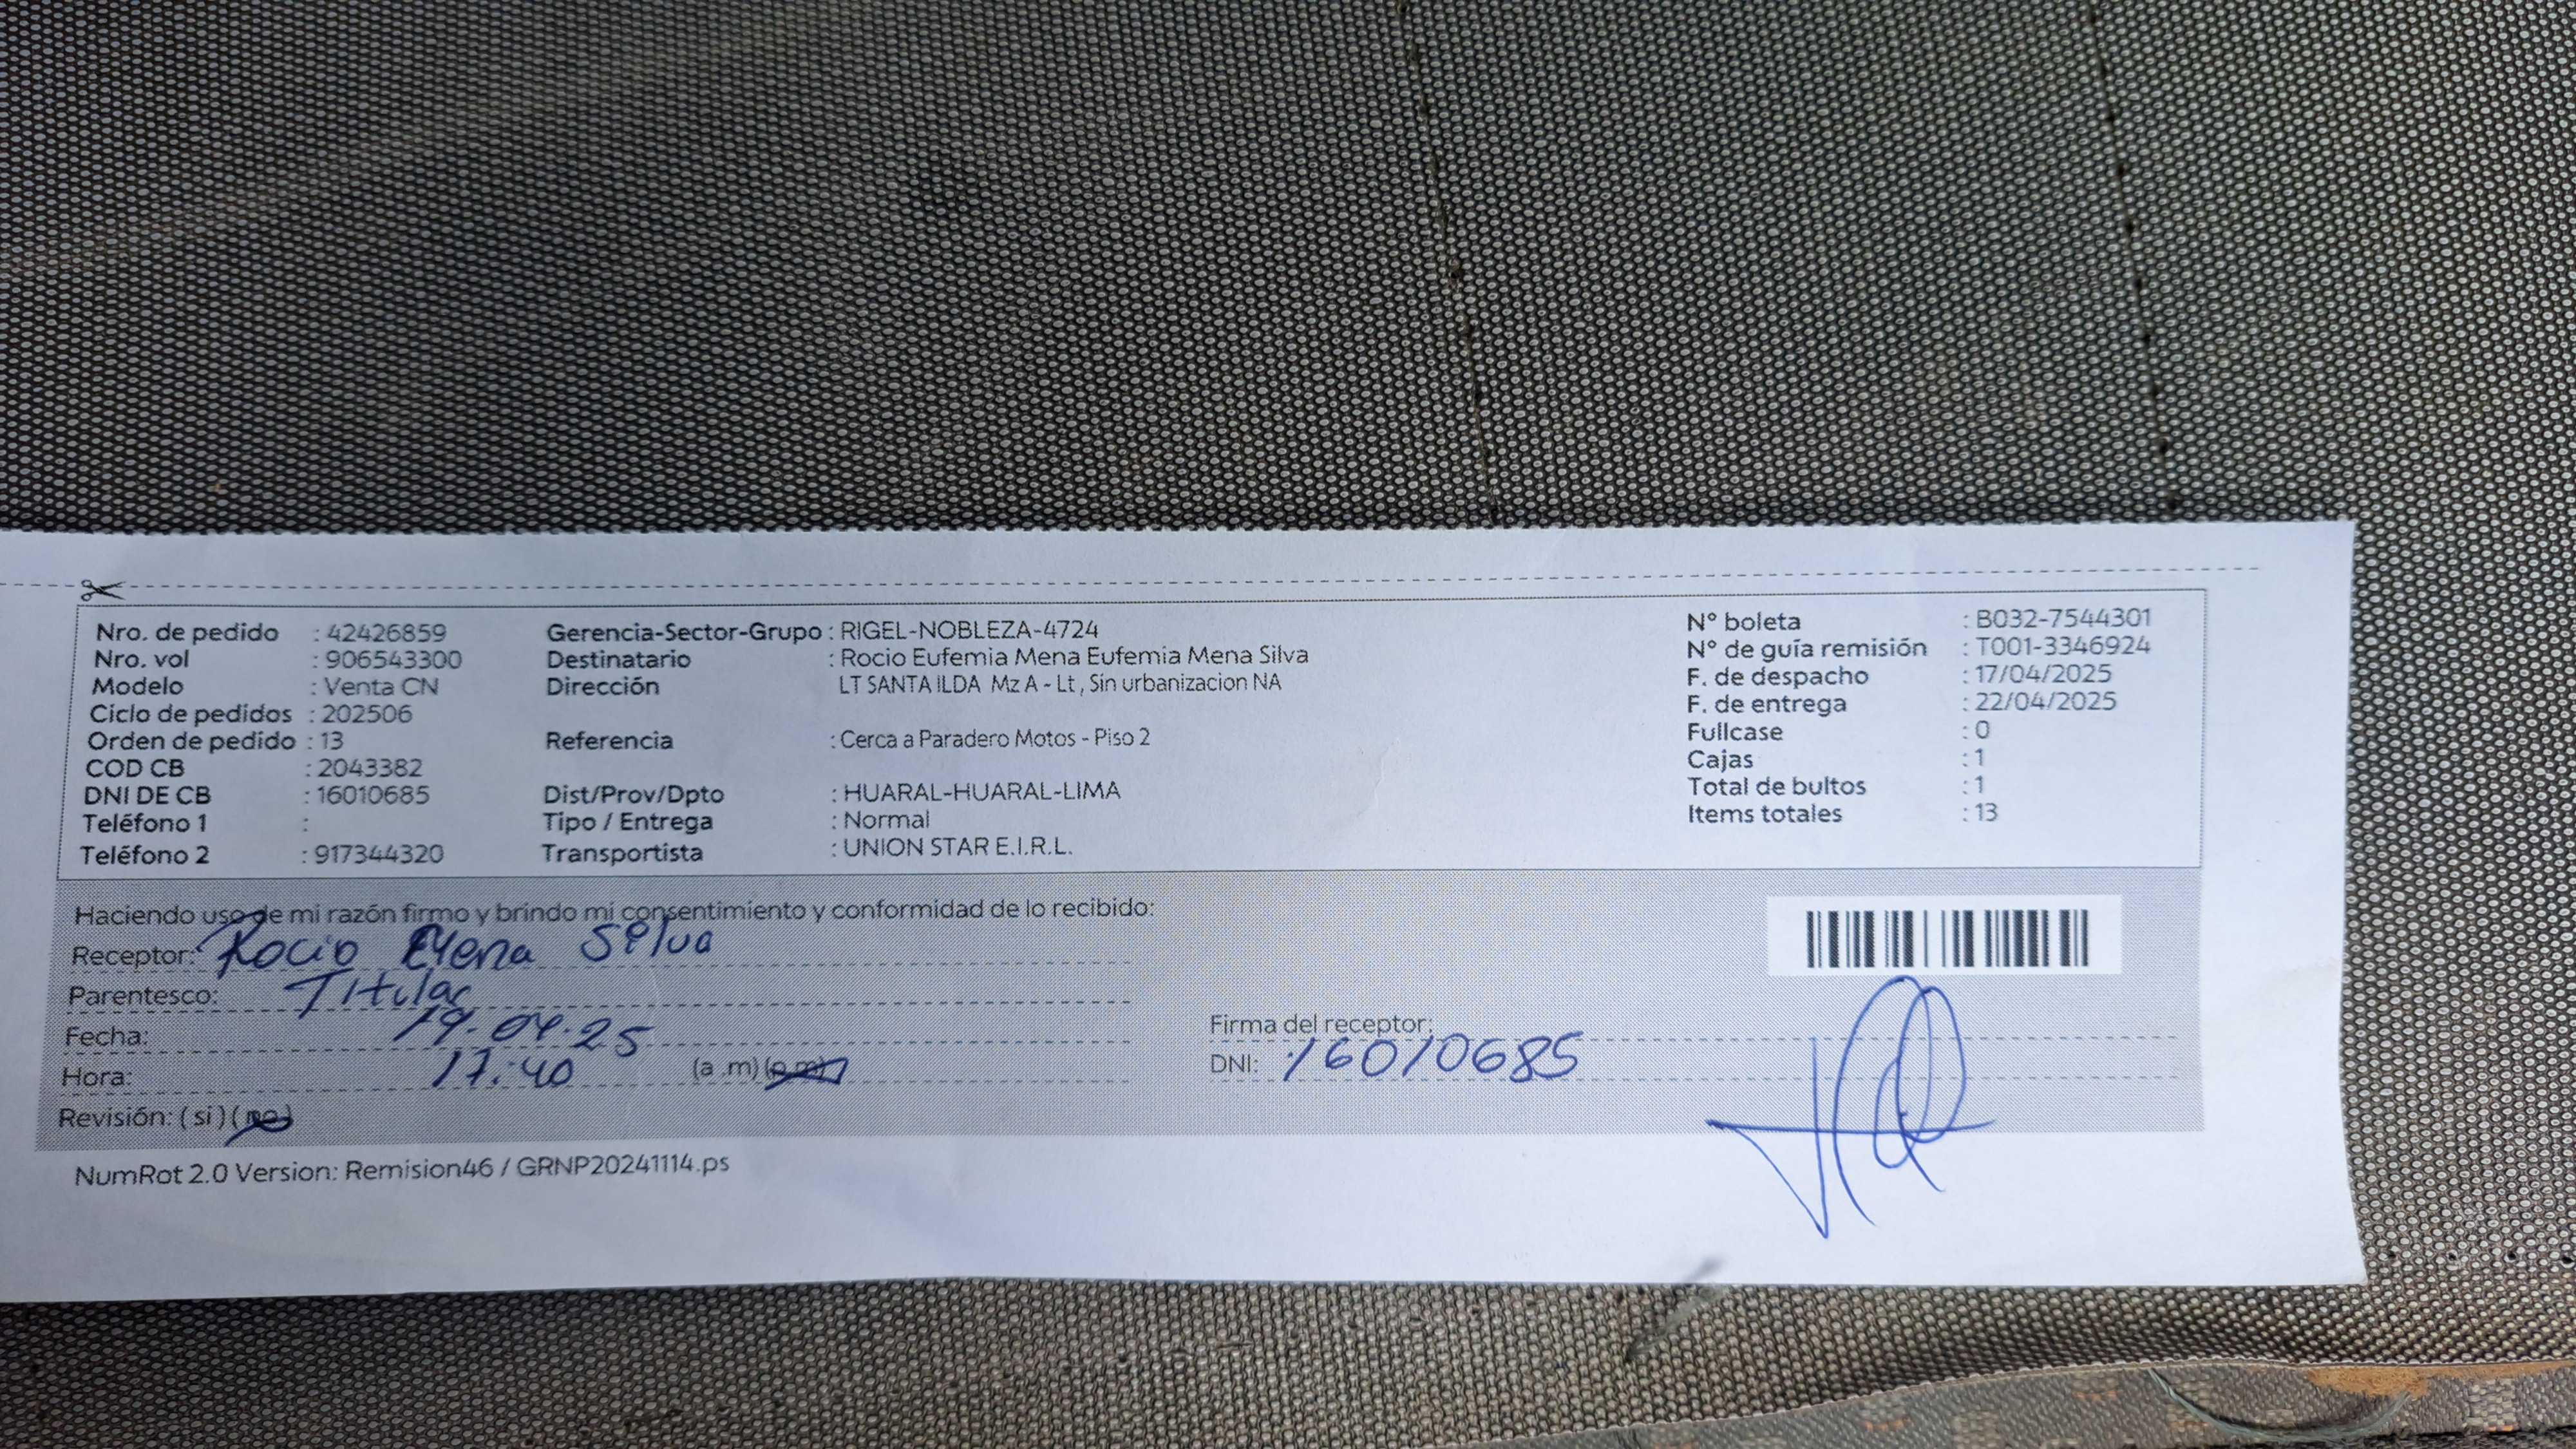 Nro. de pedido : 42426859
Nro. vol : 906543300
Modelo : Venta CN
Ciclo de pedidos : 202506
Orden de pedido : 13
COD CB : 2043382
DNI DE CB : 16010685
Teléfono 1 :
Teléfono 2 : 917344320
Gerencia-Sector-Grupo : RIGEL-NOBLEZA-4724
Destinatario : Rocio Eufemia Mena Eufemia Mena Silva
Dirección LT SANTA ILDA Mz A - Lt , Sin urbanizacion NA
Referencia : Cerca a Paradero Motos - Piso 2
Dist/Prov/Dpto : HUARAL-HUARAL-LIMA
Tipo / Entrega : Normal
Transportista : UNION STAR E.I.R.L.
N° boleta : B032-7544301
N° de guía remisión : T001-3346924
F. de despacho : 17/04/2025
F. de entrega : 22/04/2025
Fullcase : 0
Cajas : 1
Total de bultos : 1
Items totales : 13
Haciendo uso de mi razón firmo y brindo mi consentimiento y conformidad de lo recibido:
Receptor: Rocio Mena Silva
Parentesco: Titular
Fecha: 19-04-25
Hora: 17:40 (a .m) (p.m)
Revisión: ( si ) ( no )
Firma del receptor:
DNI: 16010685
NumRot 2.0 Version: Remision46 / GRNP20241114.ps